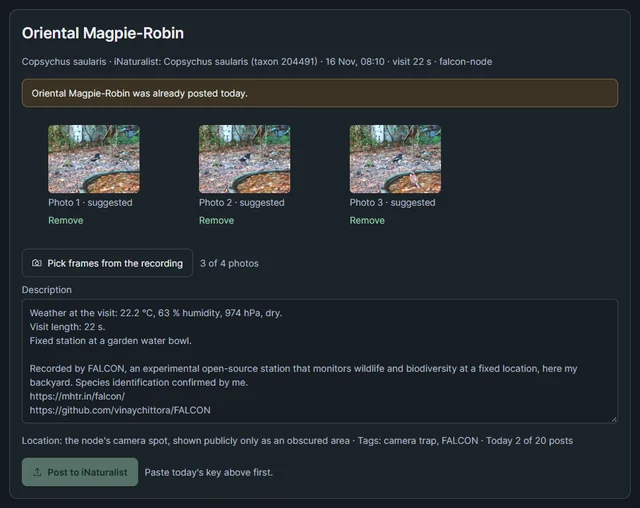 Oriental Magpie-Robin
Copsychus saularis · iNaturalist: Copsychus saularis (taxon 204491) · 16 Nov, 08:10 · visit 22 s · falcon-node
Oriental Magpie-Robin was already posted today.
Photo 1 · suggested
Remove
Photo 2 · suggested
Remove
Photo 3 · suggested
Remove
Pick frames from the recording
3 of 4 photos
Description
Weather at the visit: 22.2 °C, 63 % humidity, 974 hPa, dry.
Visit length: 22 s.
Fixed station at a garden water bowl.
Recorded by FALCON, an experimental open-source station that monitors wildlife and biodiversity at a fixed location, here my
backyard. Species identification confirmed by me.
https://mhtr.in/falcon/
https://github.com/vinaychittora/FALCON
Location: the node's camera spot, shown publicly only as an obscured area · Tags: camera trap, FALCON · Today 2 of 20 posts
Post to iNaturalist
Paste today's key above first.